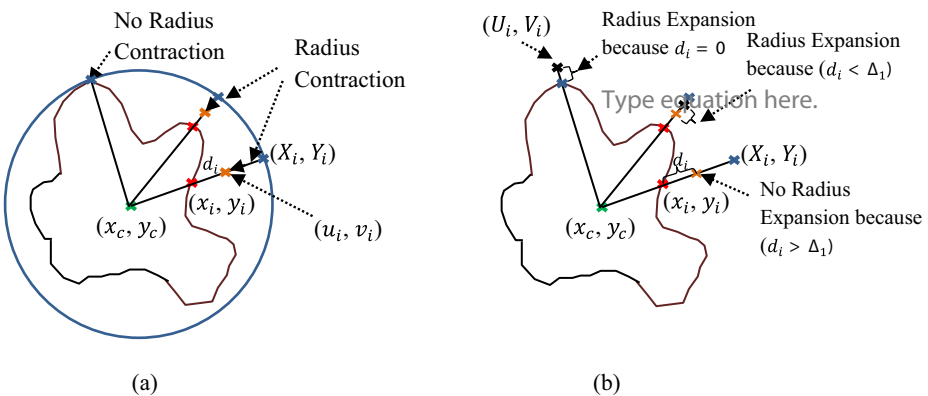 No Radius
Contraction
Radius
Contraction
(X_i, Y_i)
d_i
(x_i, y_i)
(x_c, y_c)
(u_i, v_i)
(a)
(U_i, V_i)
Radius Expansion
because d_i = 0
Radius Expansion
because (d_i < Δ_1)
Type equation here.
d_i
(X_i, Y_i)
(x_i, y_i)
(x_c, y_c)
No Radius
Expansion because
(d_i > Δ_1)
(b)